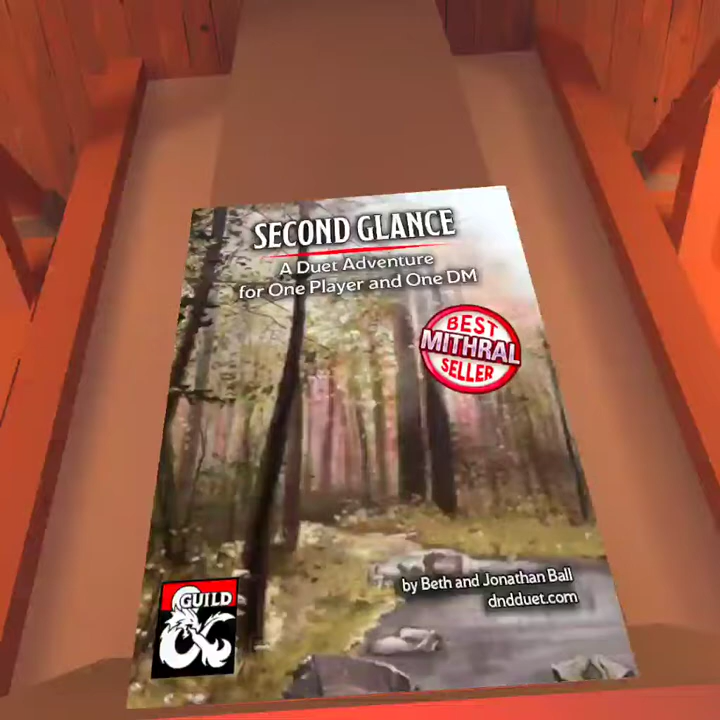 SECOND GLANCE
A Duet Adventure
for One Player and One DM
BEST
MITHRAL
SELLER
by Beth and Jonathan Ball
dndduet.com
GUILD